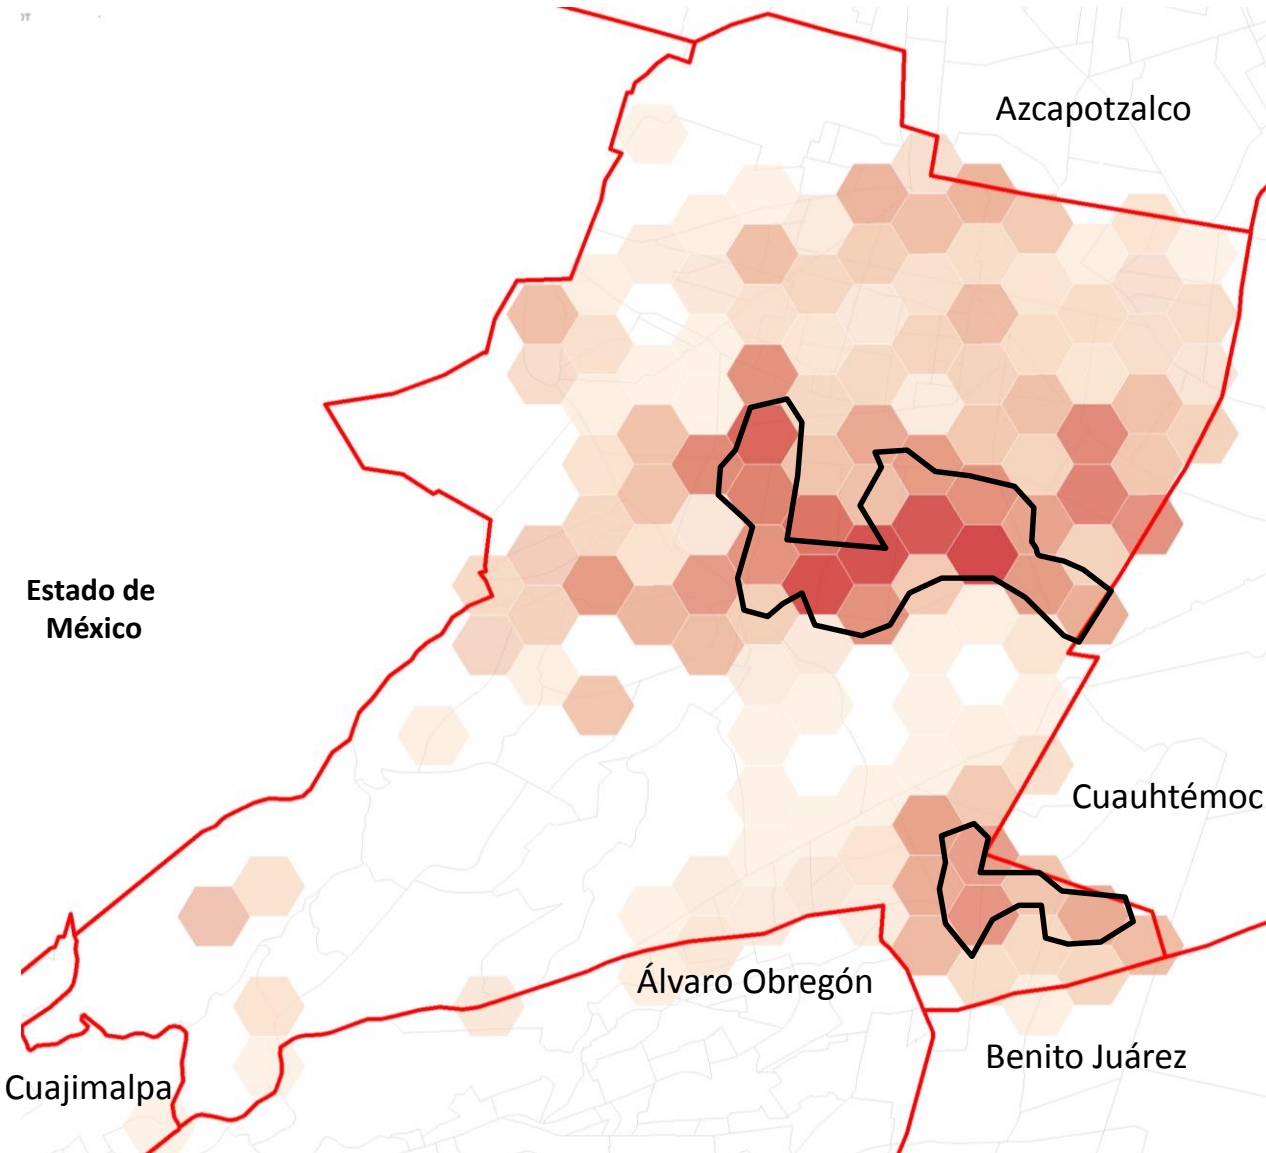 Azcapotzalco
Estado de
México
Cuauhtémoc
Álvaro Obregón
Benito Juárez
Cuajimalpa